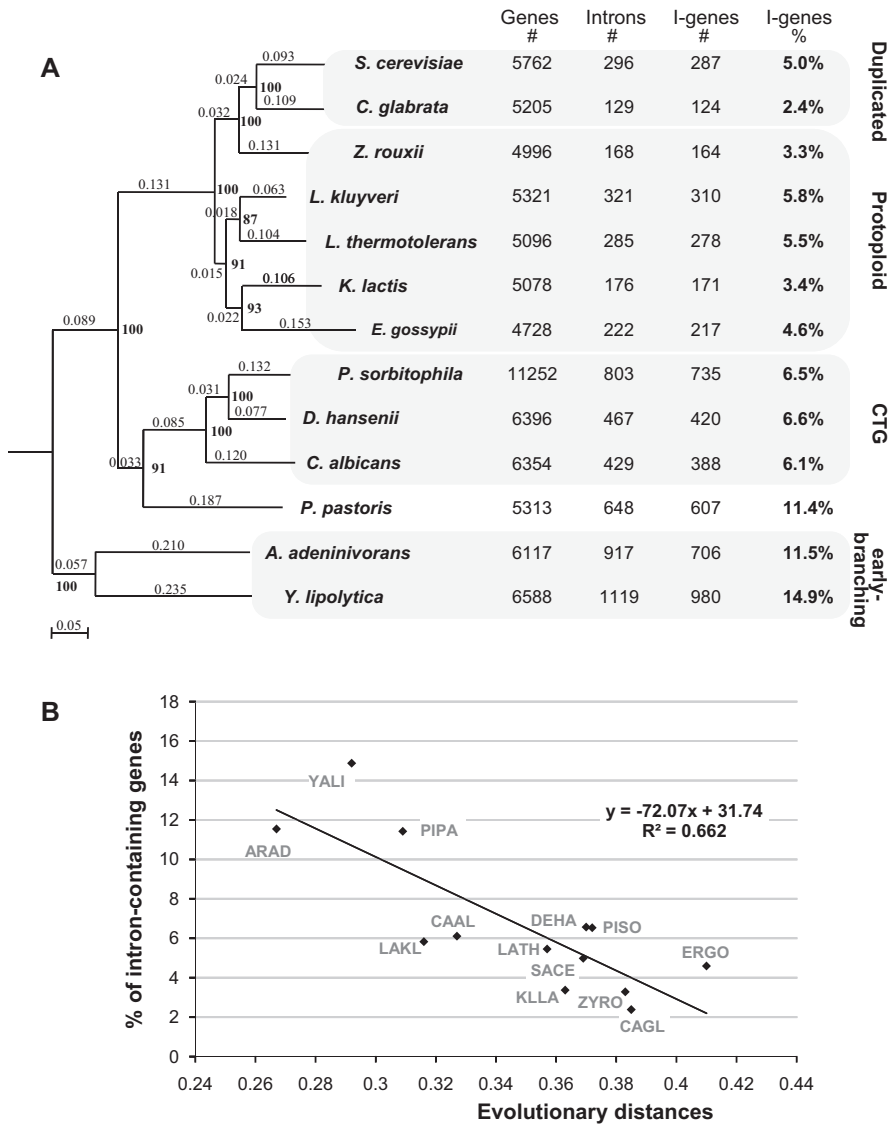 A
Genes # Introns # I-genes # I-genes %
S. cerevisiae 5762 296 287 5.0%
C. glabrata 5205 129 124 2.4%
Z. rouxii 4996 168 164 3.3%
L. kluyveri 5321 321 310 5.8%
L. thermotolerans 5096 285 278 5.5%
K. lactis 5078 176 171 3.4%
E. gossypii 4728 222 217 4.6%
P. sorbitophila 11252 803 735 6.5%
D. hansenii 6396 467 420 6.6%
C. albicans 6354 429 388 6.1%
P. pastoris 5313 648 607 11.4%
A. adeninivorans 6117 917 706 11.5%
Y. lipolytica 6588 1119 980 14.9%
Duplicated
Protoploid
CTG
early-
branching
0.093
0.024
100
0.109
0.032
100
0.131
0.131
100
0.063
0.018
87
0.104
0.015
91
0.106
93
0.022
0.153
0.089
100
0.132
0.031
100
0.077
0.085
100
0.120
0.033
91
0.187
0.210
0.057
100
0.235
0.05
B
% of intron-containing genes
18
16
14
12
10
8
6
4
2
0
YALI
ARAD
PIPA
y = -72.07x + 31.74
R² = 0.662
CAAL
LAKL
DEHA
PISO
LATH
SACE
ERGO
KLLA
ZYRO
CAGL
0.24 0.26 0.28 0.3 0.32 0.34 0.36 0.38 0.4 0.42 0.44
Evolutionary distances